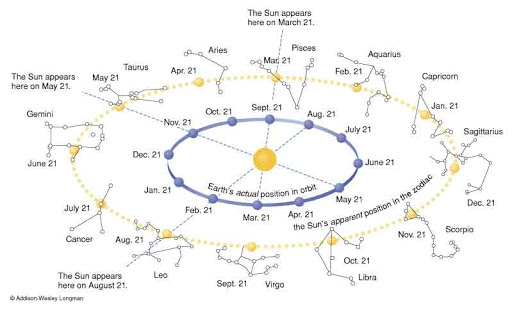 The Sun appears
here on March 21.
Pisces
Aries
Mar. 21
Aquarius
Taurus
Apr. 21
Feb. 21
Capricorn
The Sun appears
here on May 21.
May 21
Jan. 21
Gemini
Oct. 21
Sept. 21
Aug. 21
Nov. 21
July 21
Sagittarius
Dec. 21
June 21
June 21
Jan. 21
Earth's actual position in orbit
May 21
Dec. 21
July 21
Feb. 21
Mar. 21
Apr. 21
the Sun's apparent position in the zodiac
Cancer
Aug. 21
Nov. 21
Scorpio
The Sun appears
here on August 21.
Leo
Sept. 21
Virgo
Oct. 21
Libra
© Addison-Wesley Longman